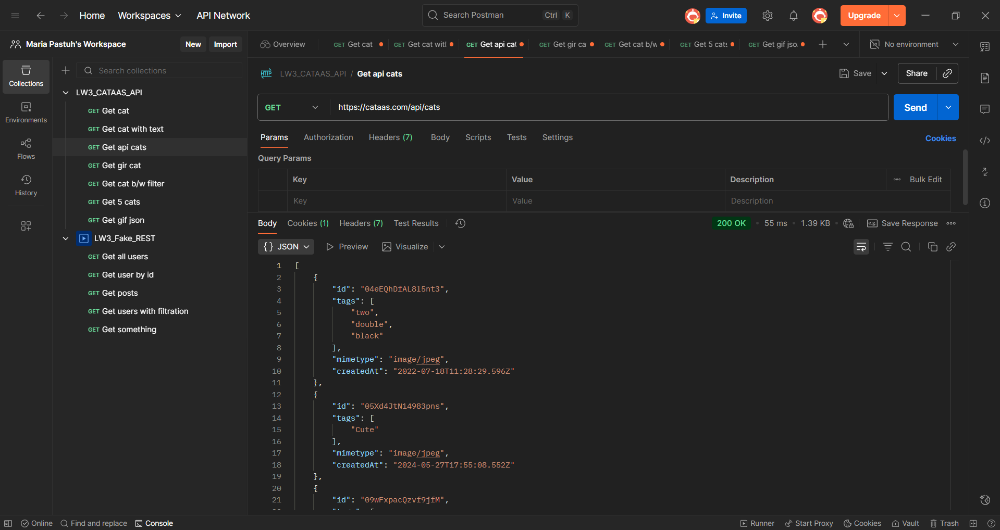 Home Workspaces API Network Search Postman Ctrl K Invite Upgrade
Maria Pastuh's Workspace New Import
Overview GET Get cat GET Get cat wit GET Get api cat GET Get gir ca GET Get cat b/w GET Get 5 cats GET Get gif jso. No environment
Collections
Environments
Flows
History
Search collections
LW3_CATAAS_API
GET Get cat
GET Get cat with text
GET Get api cats
GET Get gir cat
GET Get cat b/w filter
GET Get 5 cats
GET Get gif json
LW3_Fake_REST
GET Get all users
GET Get user by id
GET Get posts
GET Get users with filtration
GET Get something
HTTP LW3_CATAAS_API / Get api cats Save Share
GET https://cataas.com/api/cats Send
Params Authorization Headers (7) Body Scripts Tests Settings Cookies
Query Params
Key Value Description Bulk Edit
Key Value Description
Body Cookies (1) Headers (7) Test Results 200 OK 55 ms 1.39 KB e.g. Save Response
{} JSON Preview Visualize
1 [
2 {
3 "id": "04eEQhDfAL8l5nt3",
4 "tags": [
5 "two",
6 "double",
7 "black"
8 ],
9 "mimetype": "image/jpeg",
10 "createdAt": "2022-07-18T11:28:29.596Z"
11 },
12 {
13 "id": "05Xd4JtN14983pns",
14 "tags": [
15 "Cute"
16 ],
17 "mimetype": "image/jpeg",
18 "createdAt": "2024-05-27T17:55:08.552Z"
19 },
20 {
21 "id": "09wFxpacQzvf9jfM",
Online Find and replace Console Runner Start Proxy Cookies Vault Trash